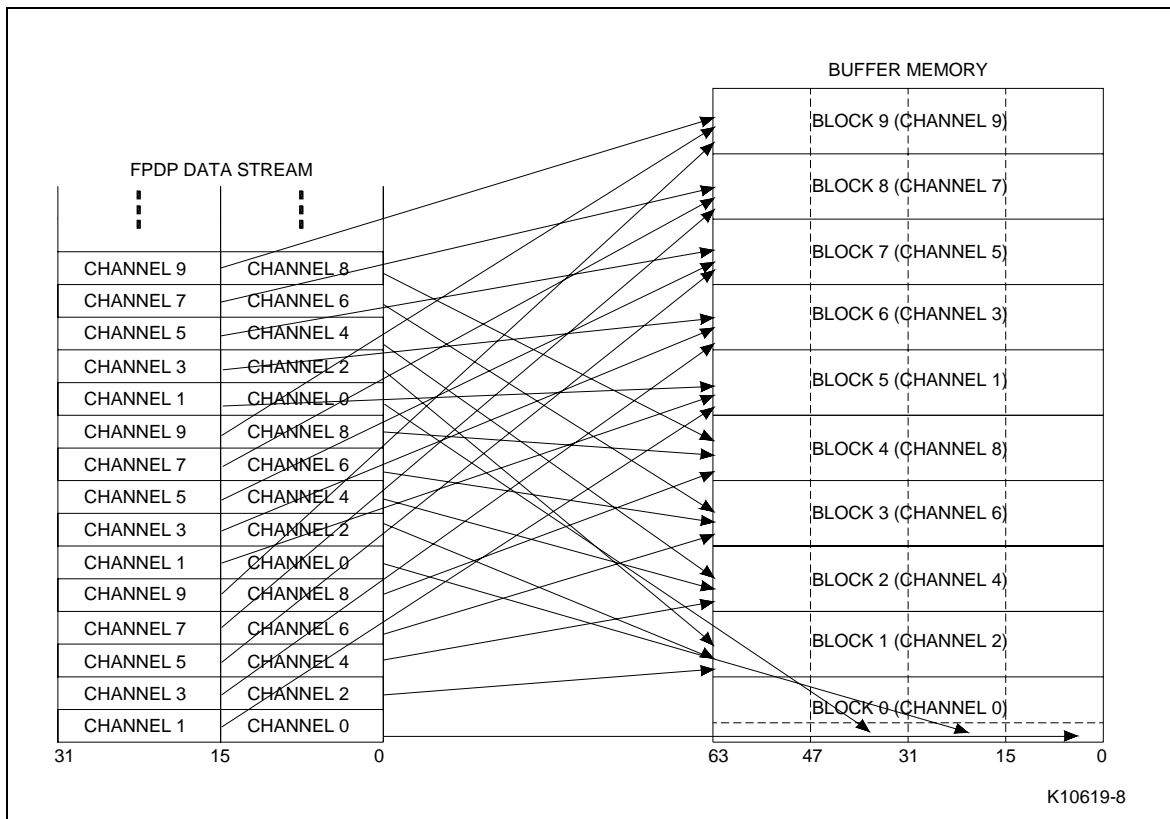 BUFFER MEMORY
BLOCK 9 (CHANNEL 9)
BLOCK 8 (CHANNEL 7)
BLOCK 7 (CHANNEL 5)
BLOCK 6 (CHANNEL 3)
BLOCK 5 (CHANNEL 1)
BLOCK 4 (CHANNEL 8)
BLOCK 3 (CHANNEL 6)
BLOCK 2 (CHANNEL 4)
BLOCK 1 (CHANNEL 2)
BLOCK 0 (CHANNEL 0)
63 47 31 15 0
FPDP DATA STREAM
CHANNEL 9 CHANNEL 8
CHANNEL 7 CHANNEL 6
CHANNEL 5 CHANNEL 4
CHANNEL 3 CHANNEL 2
CHANNEL 1 CHANNEL 0
CHANNEL 9 CHANNEL 8
CHANNEL 7 CHANNEL 6
CHANNEL 5 CHANNEL 4
CHANNEL 3 CHANNEL 2
CHANNEL 1 CHANNEL 0
CHANNEL 9 CHANNEL 8
CHANNEL 7 CHANNEL 6
CHANNEL 5 CHANNEL 4
CHANNEL 3 CHANNEL 2
CHANNEL 1 CHANNEL 0
31 15 0
K10619-8